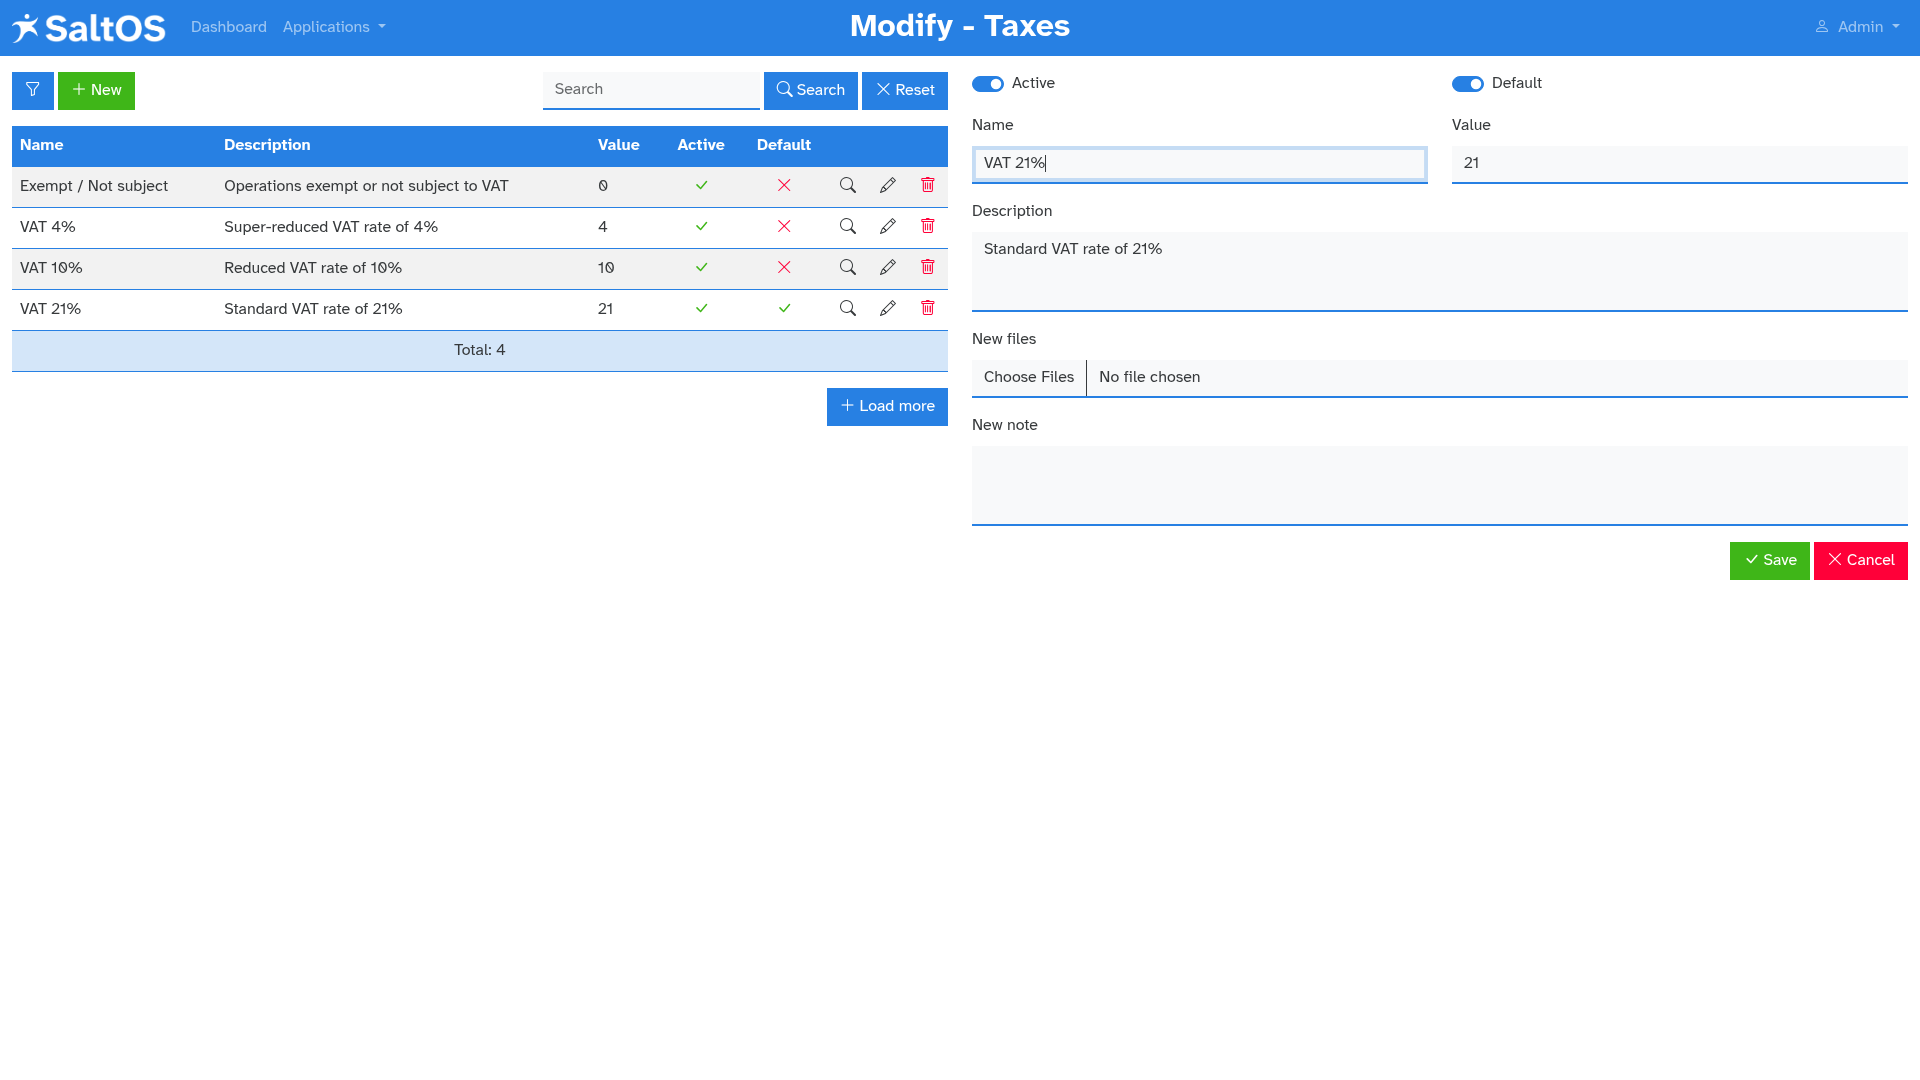 SaltOS Dashboard Applications Modify - Taxes Admin
New Search Search Reset
Name Description Value Active Default
Exempt / Not subject Operations exempt or not subject to VAT 0
VAT 4% Super-reduced VAT rate of 4% 4
VAT 10% Reduced VAT rate of 10% 10
VAT 21% Standard VAT rate of 21% 21
Total: 4
Load more
Active Default
Name Value
VAT 21% 21
Description
Standard VAT rate of 21%
New files
Choose Files No file chosen
New note
Save Cancel